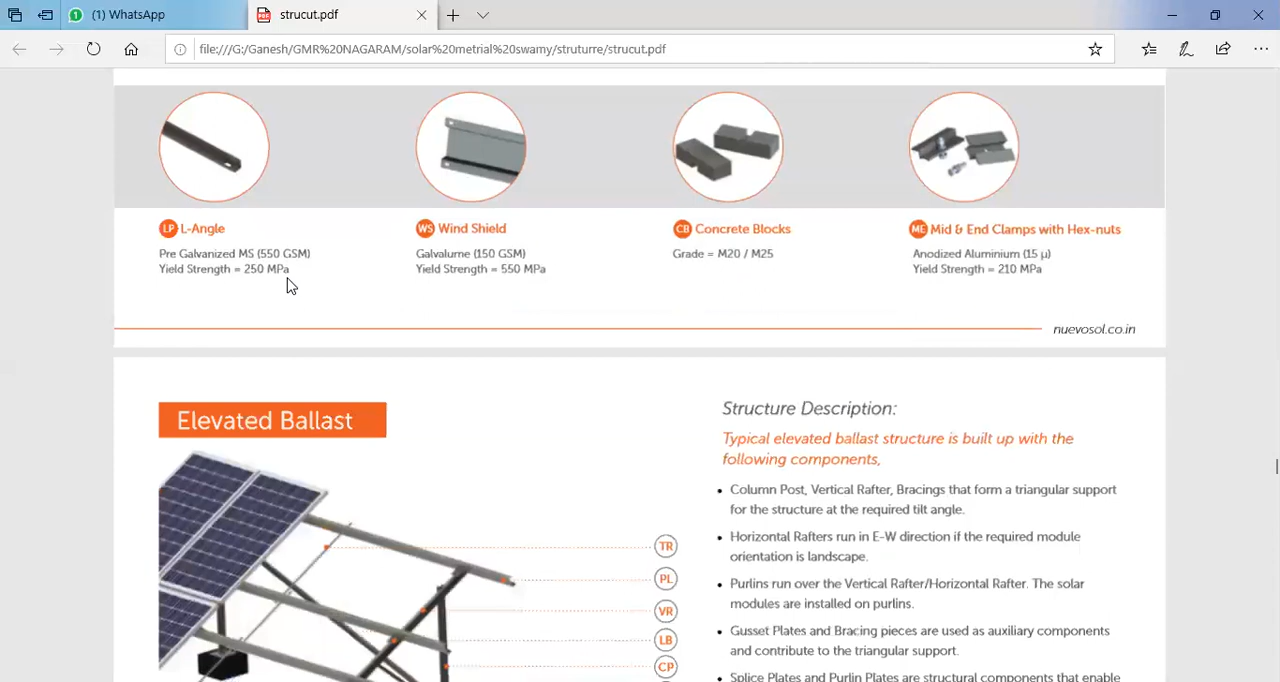 (1) WhatsApp
strucut.pdf
file:///G:/Ganesh/GMR%20NAGARAM/solar%20metrial%20swamy/struturre/strucut.pdf
LP L-Angle
Pre Galvanized MS (550 GSM)
Yield Strength = 250 MPa
WS Wind Shield
Galvalume (150 GSM)
Yield Strength = 550 MPa
CB Concrete Blocks
Grade = M20 / M25
ME Mid & End Clamps with Hex-nuts
Anodized Aluminium (15 µ)
Yield Strength = 210 MPa
nuevosol.co.in
Elevated Ballast
TR
PL
VR
LB
CP
Structure Description:
Typical elevated ballast structure is built up with the
following components,
• Column Post, Vertical Rafter, Bracings that form a triangular support
for the structure at the required tilt angle.
• Horizontal Rafters run in E-W direction if the required module
orientation is landscape.
• Purlins run over the Vertical Rafter/Horizontal Rafter. The solar
modules are installed on purlins.
• Gusset Plates and Bracing pieces are used as auxiliary components
and contribute to the triangular support.
• Splice Plates and Purlin Plates are structural components that enable